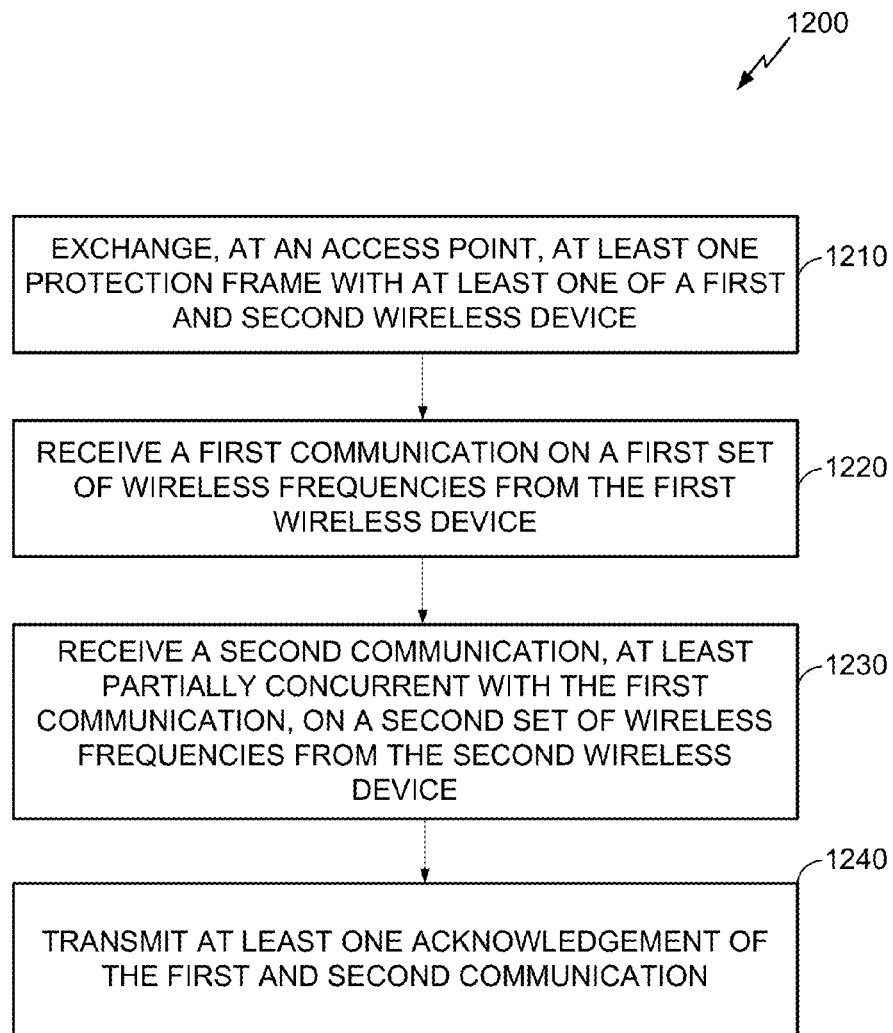 1200
EXCHANGE, AT AN ACCESS POINT, AT LEAST ONE
PROTECTION FRAME WITH AT LEAST ONE OF A FIRST
AND SECOND WIRELESS DEVICE
1210
RECEIVE A FIRST COMMUNICATION ON A FIRST SET
OF WIRELESS FREQUENCIES FROM THE FIRST
WIRELESS DEVICE
1220
RECEIVE A SECOND COMMUNICATION, AT LEAST
PARTIALLY CONCURRENT WITH THE FIRST
COMMUNICATION, ON A SECOND SET OF WIRELESS
FREQUENCIES FROM THE SECOND WIRELESS
DEVICE
1230
TRANSMIT AT LEAST ONE ACKNOWLEDGEMENT OF
THE FIRST AND SECOND COMMUNICATION
1240